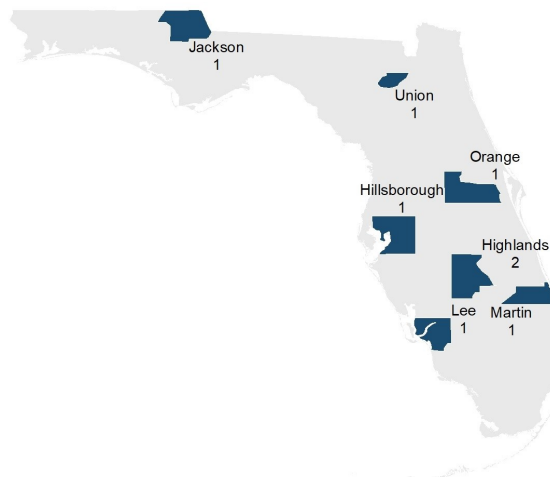 Jackson
1
Union
1
Orange
1
Hillsborough
1
Highlands
2
Lee
1
Martin
1